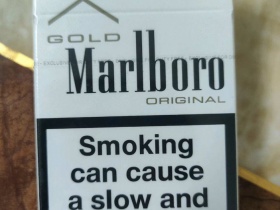 GOLD
Marlboro
ORIGINAL
Smoking
can cause
a slow and